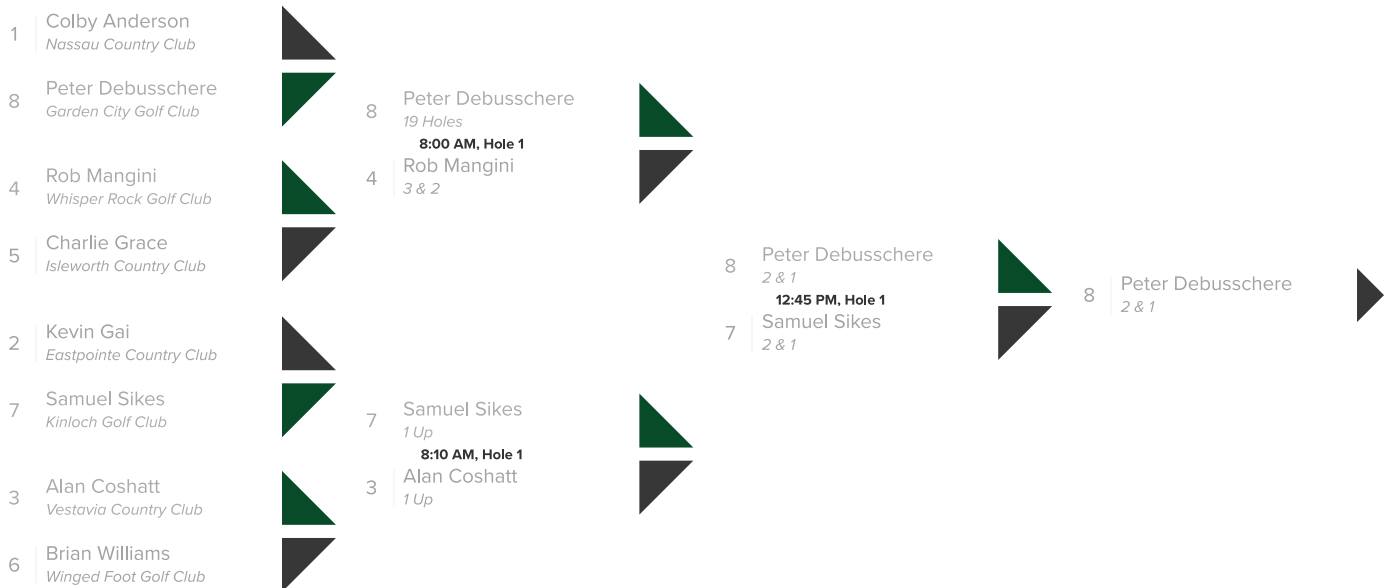 1
Colby Anderson
Nassau Country Club
8
Peter Debusschere
Garden City Golf Club
4
Rob Mangini
Whisper Rock Golf Club
5
Charlie Grace
Isleworth Country Club
2
Kevin Gai
Eastpointe Country Club
7
Samuel Sikes
Kinloch Golf Club
3
Alan Coshatt
Vestavia Country Club
6
Brian Williams
Winged Foot Golf Club
8
Peter Debusschere
19 Holes
8:00 AM, Hole 1
4
Rob Mangini
3 & 2
7
Samuel Sikes
1 Up
8:10 AM, Hole 1
3
Alan Coshatt
1 Up
8
Peter Debusschere
2 & 1
12:45 PM, Hole 1
7
Samuel Sikes
2 & 1
8
Peter Debusschere
2 & 1